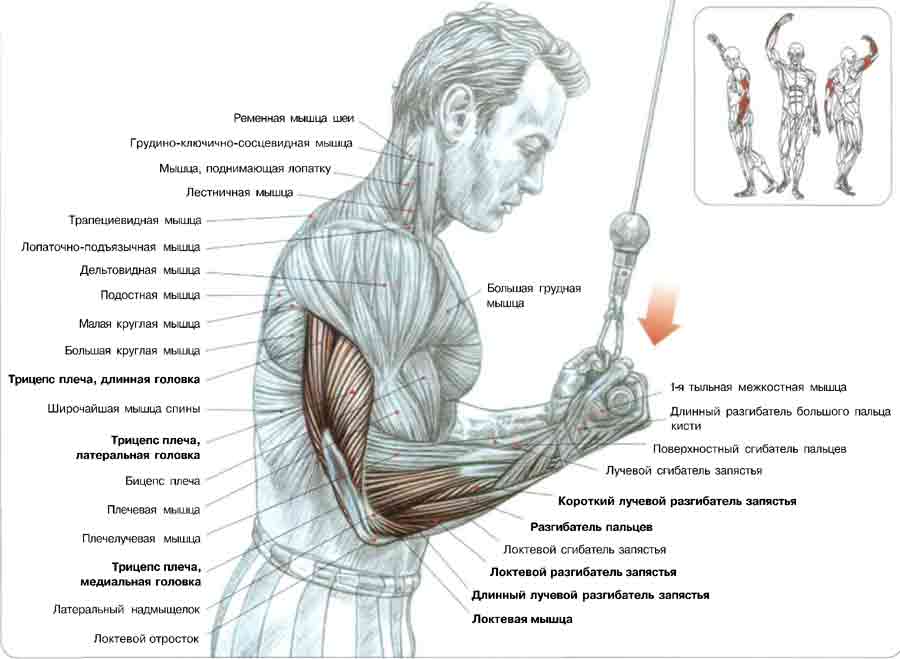 Ременная мышца шеи
Грудино-ключично-сосцевидная мышца
Мышца, поднимающая лопатку
Лестничная мышца
Трапециевидная мышца
Лопаточно-подъязычная мышца
Дельтовидная мышца
Подостная мышца
Малая круглая мышца
Большая круглая мышца
Трицепс плеча, длинная головка
Широчайшая мышца спины
Трицепс плеча,
латеральная головка
Бицепс плеча
Плечевая мышца
Плечелучевая мышца
Трицепс плеча,
медиальная головка
Латеральный надмыщелок
Локтевой отросток
Большая грудная
мышца
1-я тыльная межкостная мышца
Длинный разгибатель большого пальца
кисти
Поверхностный сгибатель пальцев
Лучевой сгибатель запястья
Короткий лучевой разгибатель запястья
Разгибатель пальцев
Локтевой сгибатель запястья
Локтевой разгибатель запястья
Длинный лучевой разгибатель запястья
Локтевая мышца